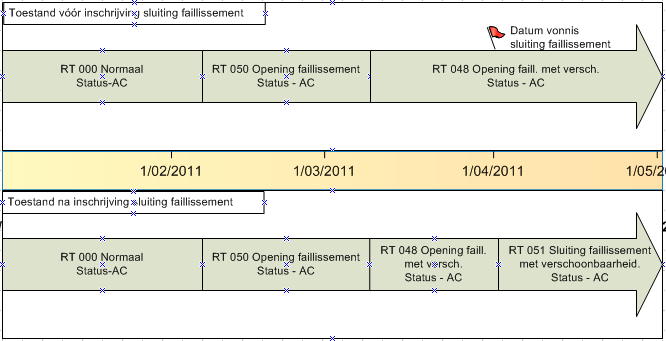 Toestand vóór inschrijving sluiting faillissement
Datum vonnis
sluiting faillissement
RT 000 Normaal
Status-AC
RT 050 Opening faillissement
Status - AC
RT 048 Opening faill. met versch.
Status - AC
1/02/2011
1/03/2011
1/04/2011
1/05/20
Toestand na inschrijving sluiting faillissement
RT 000 Normaal
Status-AC
RT 050 Opening faillissement
Status - AC
RT 048 Opening faill.
met versch.
Status - AC
RT 051 Sluiting faillissement
met verschoonbaarheid.
Status - AC